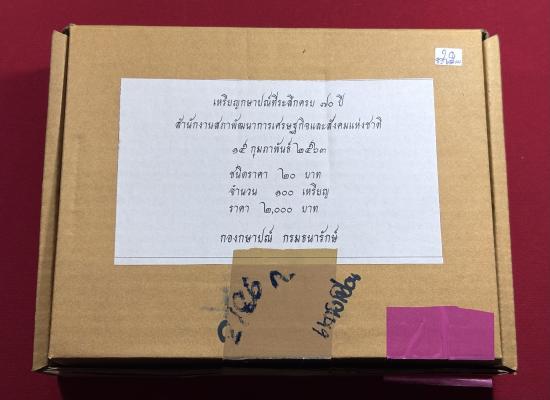 เหรียญกษาปณ์ที่ระลึกครบ ๗๐ ปี
สำนักงานสภาพัฒนาการเศรษฐกิจและสังคมแห่งชาติ
๑๕ กุมภาพันธ์ ๒๕๖๓
ชนิดราคา ๒๐ บาท
จำนวน ๑๐๐ เหรียญ
ราคา ๒,๐๐๐ บาท
กองกษาปณ์ กรมธนารักษ์